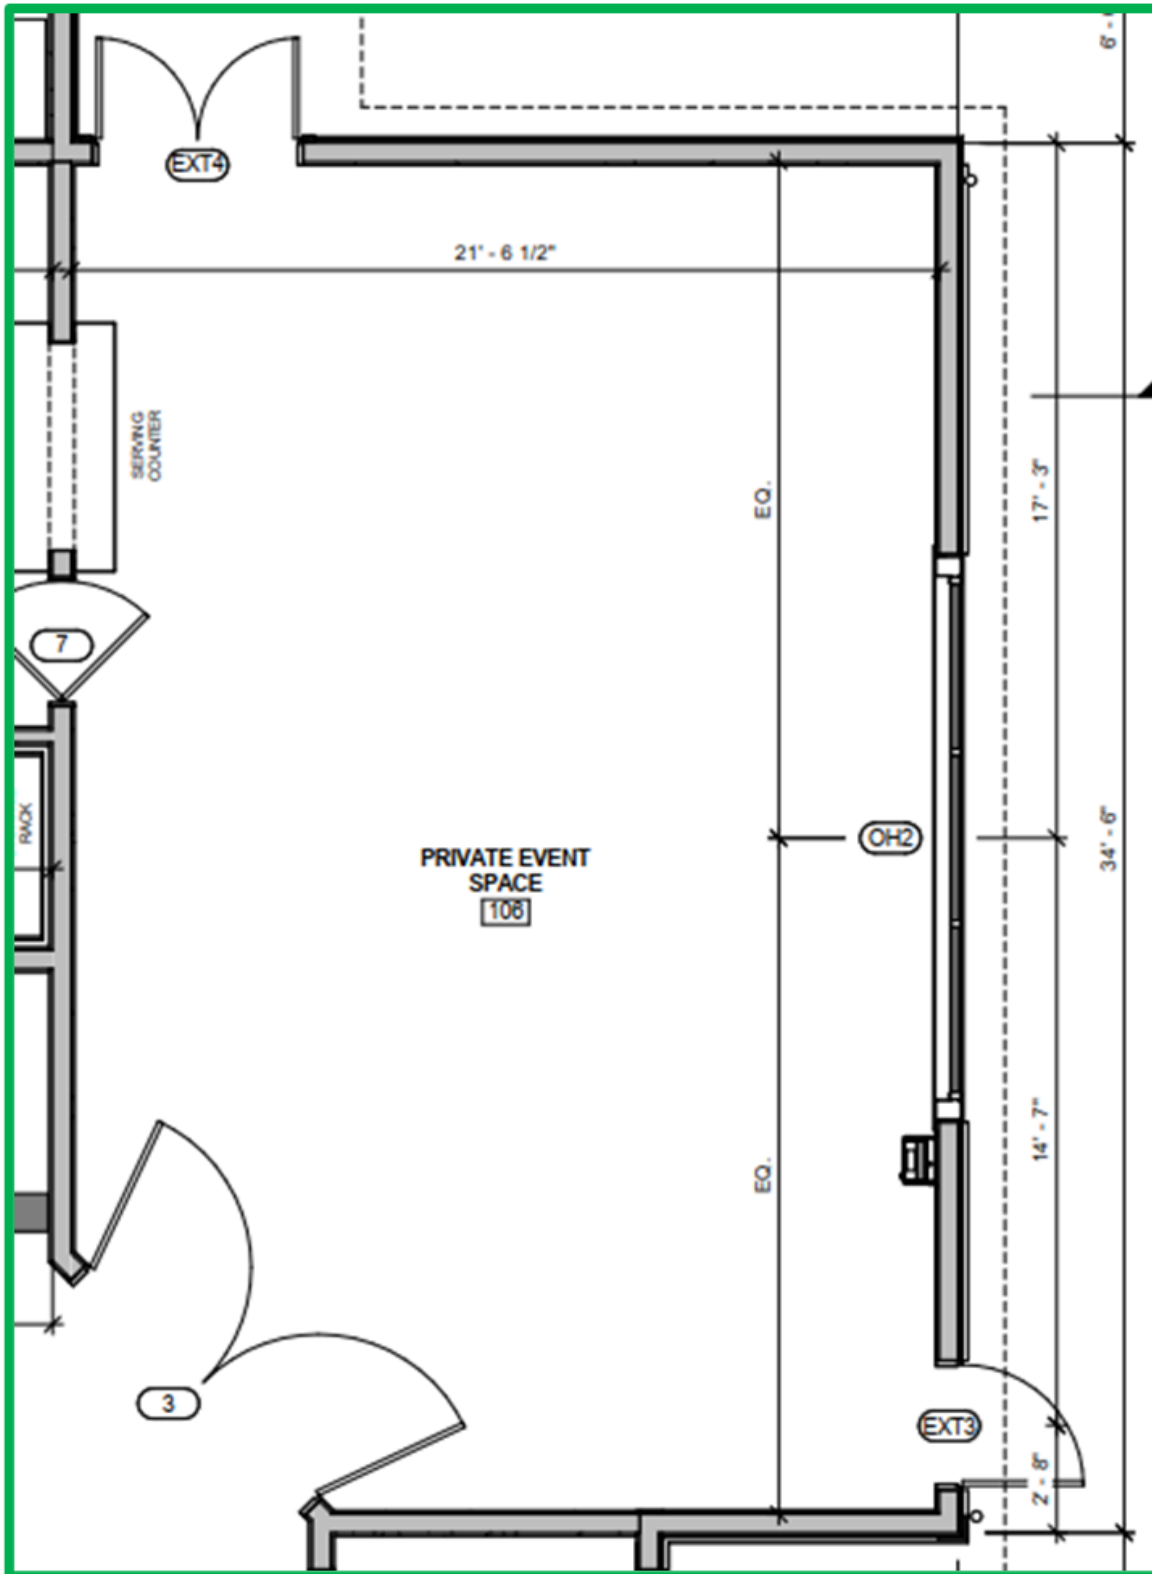 6' -
EXT4
21' - 6 1/2"
SERVING
COUNTER
EQ.
17' - 3"
7
RACK
OH2
34' - 6"
PRIVATE EVENT
SPACE
106
14' - 7"
EQ.
3
EXT3
2' - 8"